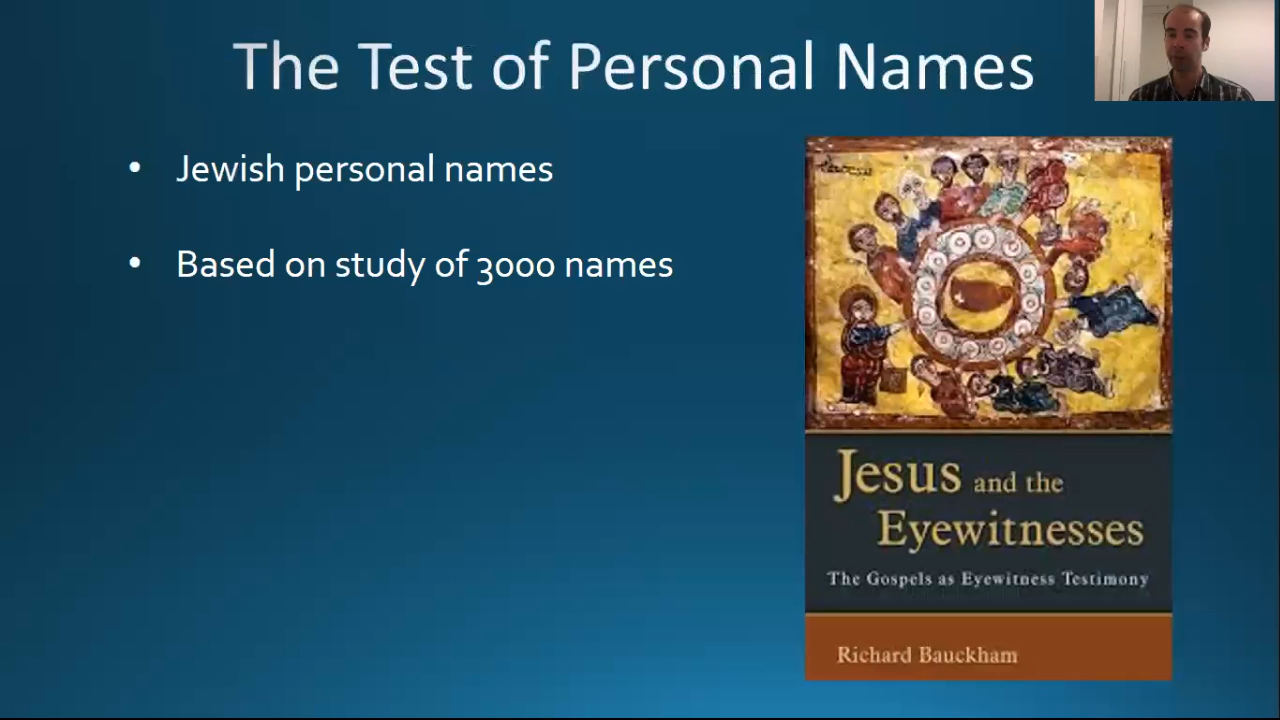 The Test of Personal Names
• Jewish personal names
• Based on study of 3000 names
Jesus and the
Eyewitnesses
The Gospels as Eyewitness Testimony
Richard Bauckham